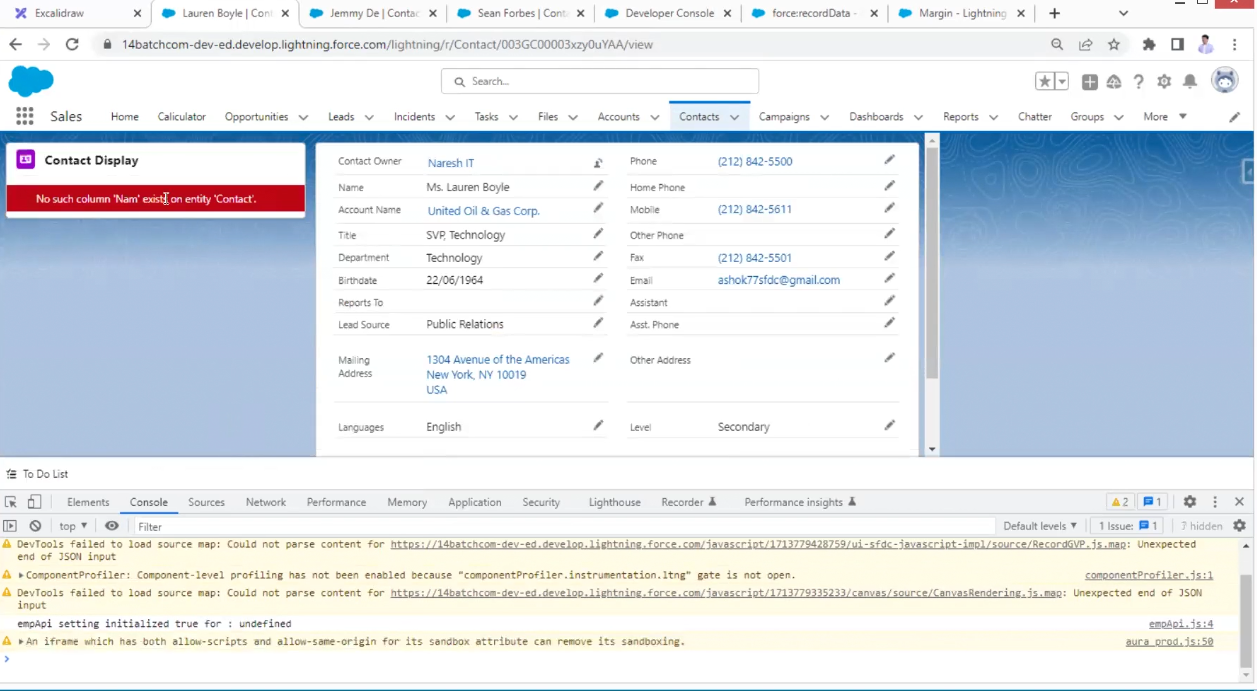 Excalidraw
Lauren Boyle | Cont
Jemmy De | Contac
Sean Forbes | Conta
Developer Console
force:recordData -
Margin - Lightning
14batchcom-dev-ed.develop.lightning.force.com/lightning/r/Contact/003GC00003xzy0uYAA/view
Search...
Sales Home Calculator Opportunities Leads Incidents Tasks Files Accounts Contacts Campaigns Dashboards Reports Chatter Groups More
Contact Display
No such column 'Nam' exists on entity 'Contact'.
Contact Owner Naresh IT Phone (212) 842-5500
Name Ms. Lauren Boyle Home Phone
Account Name United Oil & Gas Corp. Mobile (212) 842-5611
Title SVP, Technology Other Phone
Department Technology Fax (212) 842-5501
Birthdate 22/06/1964 Email ashok77sfdc@gmail.com
Reports To Assistant
Lead Source Public Relations Asst. Phone
Mailing Address
1304 Avenue of the Americas
New York, NY 10019
USA
Other Address
Languages English Level Secondary
To Do List
Elements Console Sources Network Performance Memory Application Security Lighthouse Recorder Performance insights 2 1
top Filter Default levels 1 Issue: 1 7 hidden
DevTools failed to load source map: Could not parse content for https://14batchcom-dev-ed.develop.lightning.force.com/javascript/1713779428759/ui-sfdc-javascript-impl/source/RecordGVP.js.map: Unexpected
end of JSON input
ComponentProfiler: Component-level profiling has not been enabled because "componentProfiler.instrumentation.ltng" gate is not open. componentProfiler.js:1
DevTools failed to load source map: Could not parse content for https://14batchcom-dev-ed.develop.lightning.force.com/javascript/1713779335233/canvas/source/CanvasRendering.js.map: Unexpected end of JSON
input
empApi setting initialized true for : undefined empApi.js:4
An iframe which has both allow-scripts and allow-same-origin for its sandbox attribute can remove its sandboxing. aura_prod.js:50